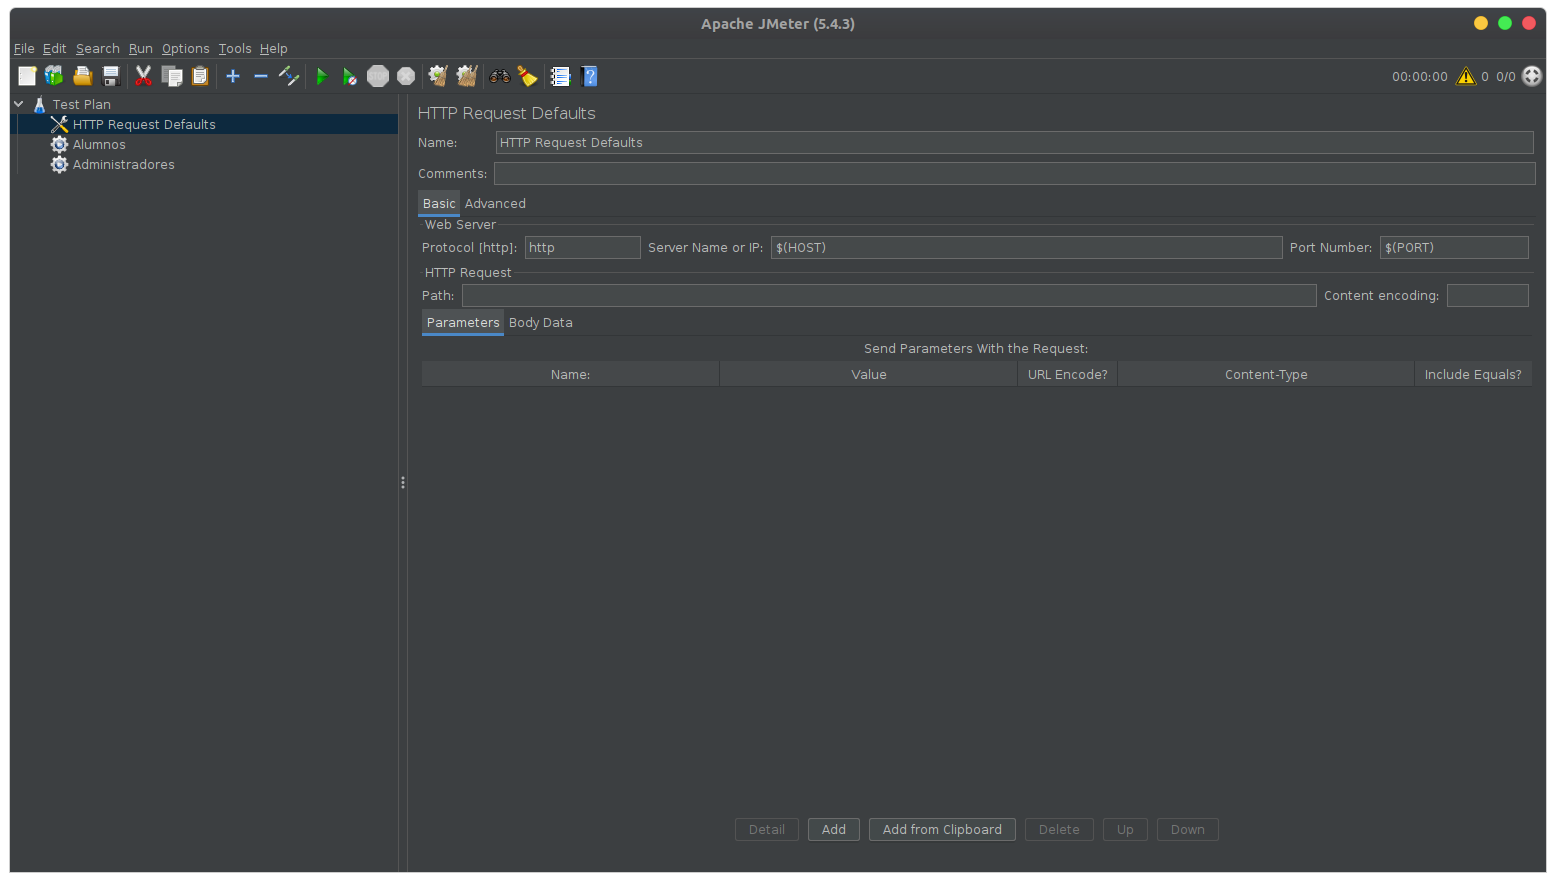 Apache JMeter (5.4.3)
File Edit Search Run Options Tools Help
STOP 00:00:00 0 0/0
Test Plan
HTTP Request Defaults
Alumnos
Administradores
HTTP Request Defaults
Name: HTTP Request Defaults
Comments:
Basic Advanced
Web Server
Protocol [http]: http Server Name or IP: $(HOST) Port Number: $(PORT)
HTTP Request
Path: Content encoding:
Parameters Body Data
Send Parameters With the Request:
Name: Value URL Encode? Content-Type Include Equals?
Detail Add Add from Clipboard Delete Up Down